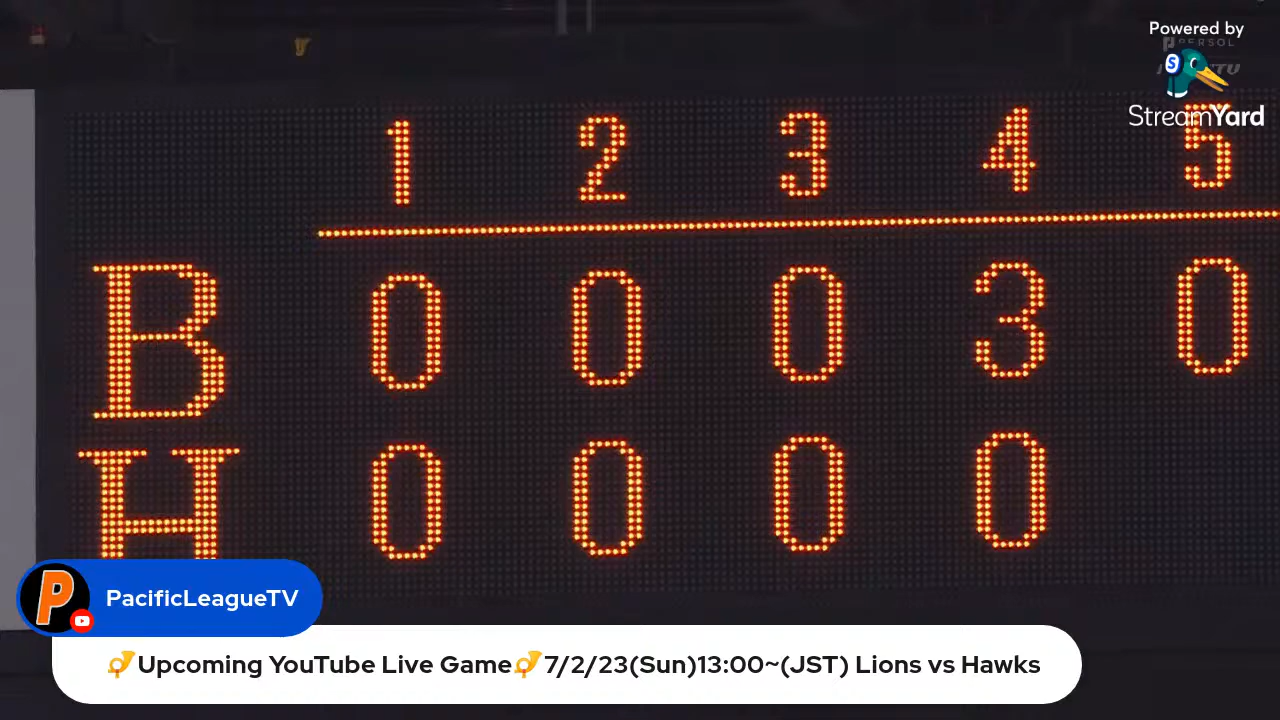 Powered by
PERSOL
StreamYard
1 2 3 4 5
B 0 0 0 3 0
H 0 0 0 0
P PacificLeagueTV
Upcoming YouTube Live Game 7/2/23(Sun)13:00~(JST) Lions vs Hawks